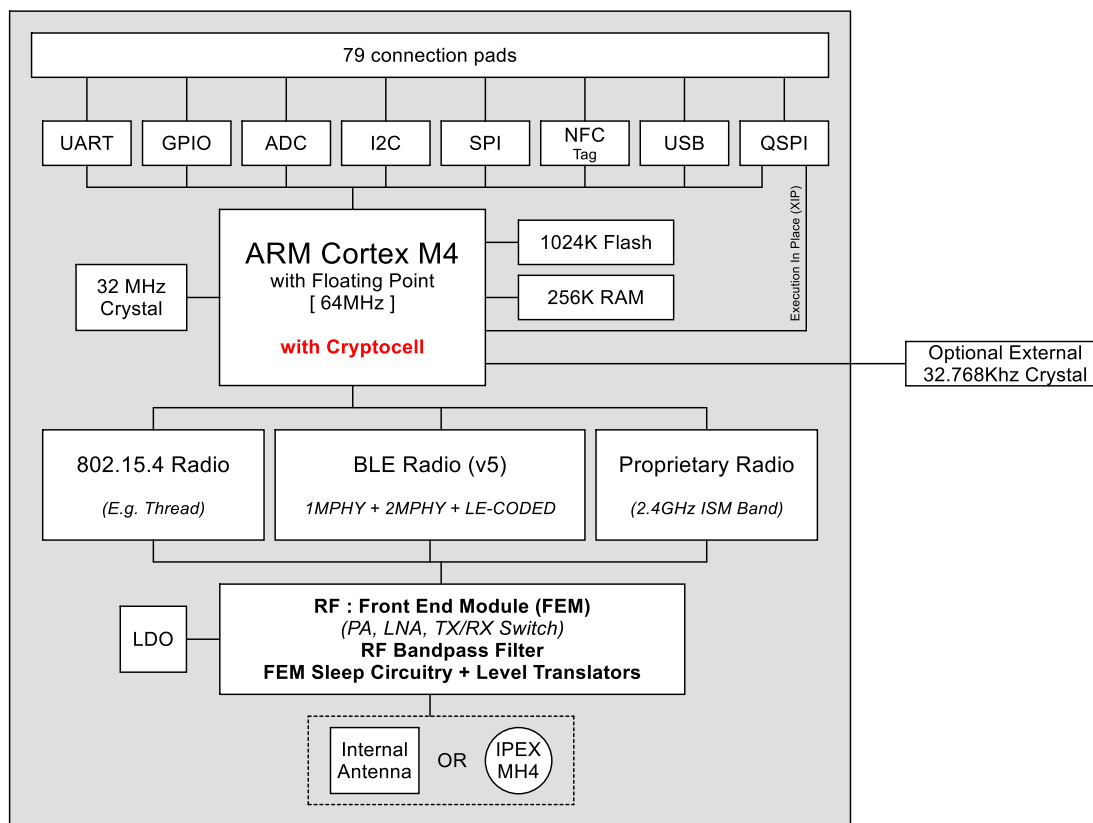 79 connection pads
UART
GPIO
ADC
I2C
SPI
NFC
Tag
USB
QSPI
Execution In Place (XIP)
ARM Cortex M4
with Floating Point
[ 64MHz ]
with Cryptocell
32 MHz
Crystal
1024K Flash
256K RAM
Optional External
32.768Khz Crystal
802.15.4 Radio
(E.g. Thread)
BLE Radio (v5)
1MPHY + 2MPHY + LE-CODED
Proprietary Radio
(2.4GHz ISM Band)
RF : Front End Module (FEM)
(PA, LNA, TX/RX Switch)
RF Bandpass Filter
FEM Sleep Circuitry + Level Translators
LDO
Internal
Antenna
OR
IPEX
MH4